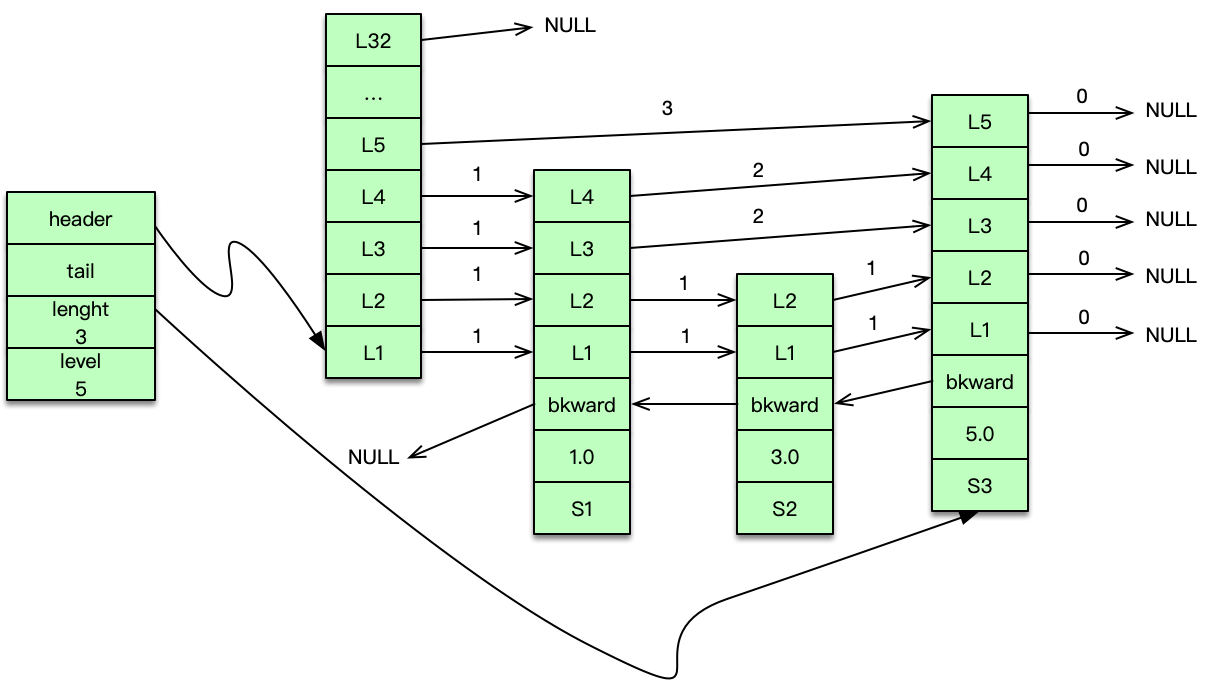 header
tail
lenght
3
level
5
L32
...
L5
L4
L3
L2
L1
NULL
3
1
1
1
1
L4
L3
L2
L1
bkward
1.0
S1
NULL
2
2
1
1
L2
L1
bkward
3.0
S2
1
1
L5
L4
L3
L2
L1
bkward
5.0
S3
0
NULL
0
NULL
0
NULL
0
NULL
0
NULL